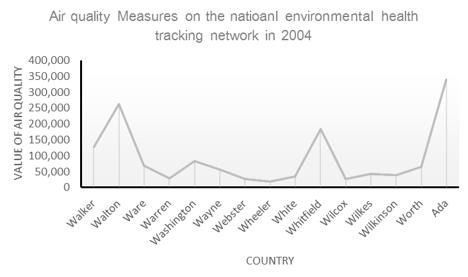 Air quality Measures on the natioanl environmental health
tracking network in 2004
VALUE OF AIR QUALITY
400,000
350,000
300,000
250,000
200,000
150,000
100,000
50,000
0
Walker
Walton
Ware
Warren
Washington
Wayne
Webster
Wheeler
White
Whitfield
Wilcox
Wilkes
Wilkinson
Worth
Ada
COUNTRY